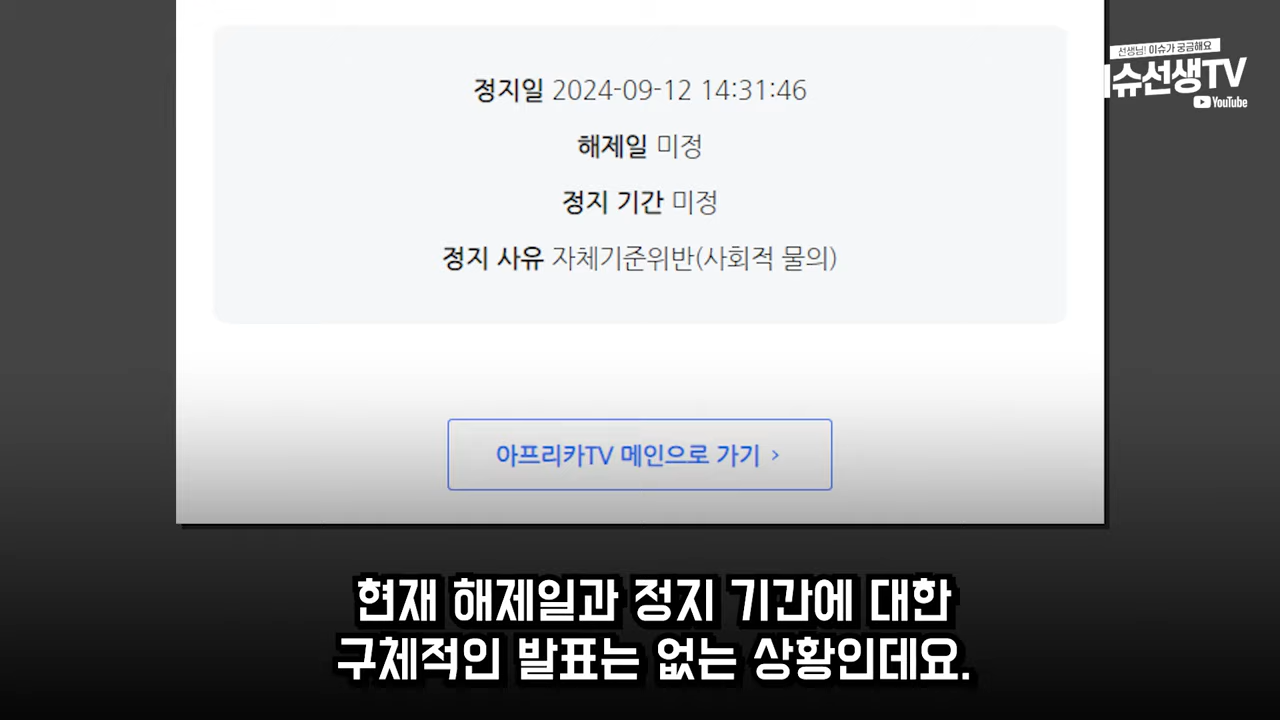 선생님! 이슈가 궁금해요
이슈선생TV
YouTube
정지일 2024-09-12 14:31:46
해제일 미정
정지 기간 미정
정지 사유 자체기준위반(사회적 물의)
아프리카TV 메인으로 가기 >
현재 해제일과 정지 기간에 대한
구체적인 발표는 없는 상황인데요.